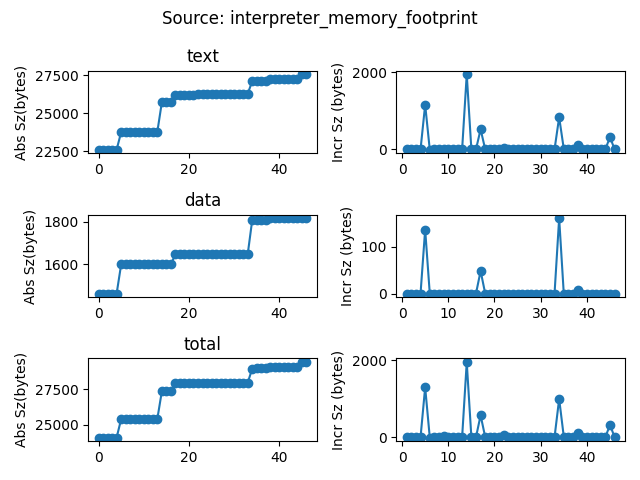 Source: interpreter_memory_footprint
text
Abs Sz(bytes)
27500
25000
22500
0 20 40
Incr Sz (bytes)
2000
0
0 10 20 30 40
data
Abs Sz(bytes)
1800
1600
0 20 40
Incr Sz (bytes)
100
0
0 10 20 30 40
total
Abs Sz(bytes)
27500
25000
0 20 40
Incr Sz (bytes)
2000
0
0 10 20 30 40